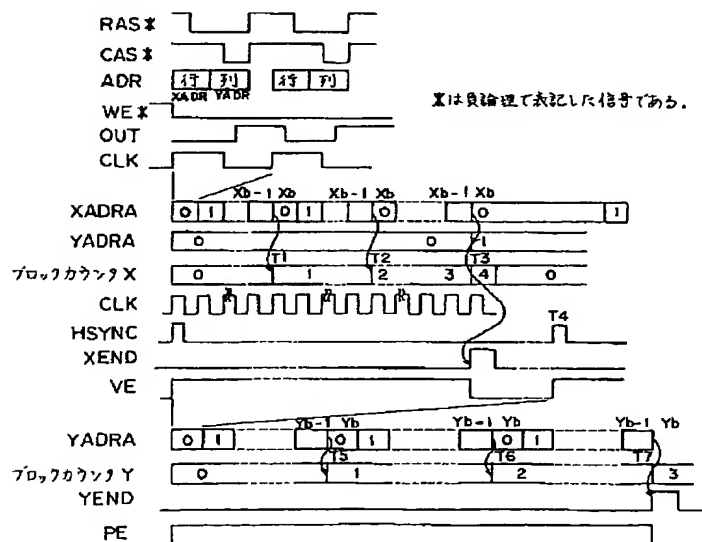 RAS※
CAS※
ADR 行 列 行 列
XADR YADR
WE※
※は負論理で表記した信号である.
OUT
CLK
Xb-1 Xb Xb-1 Xb Xb-1 Xb
XADRA 0 1 0 1 0 0 1
YADRA 0 0 1
T1 T2 T3
ブロックカウンタX 0 1 2 3 4 0
CLK
HSYNC T4
XEND
VE
Yb-1 Yb Yb-1 Yb Yb-1 Yb
YADRA 0 1 0 1 0 1
T5 T6 T7
ブロックカウンタY 0 1 2 3
YEND
PE